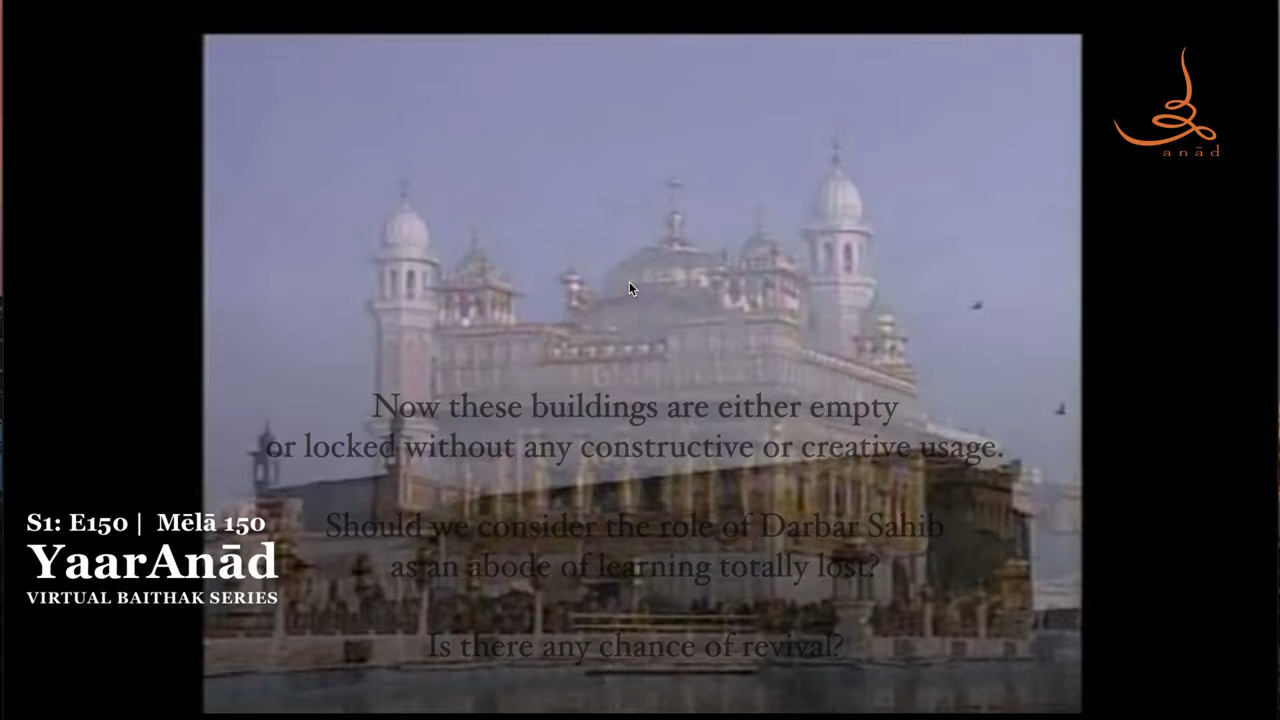 anād
Now these buildings are either empty
or locked without any constructive or creative usage.
Should we consider the role of Darbar Sahib
as an abode of learning totally lost?
Is there any chance of revival?
S1: E150 | Mēlā 150
YaarAnād
VIRTUAL BAITHAK SERIES